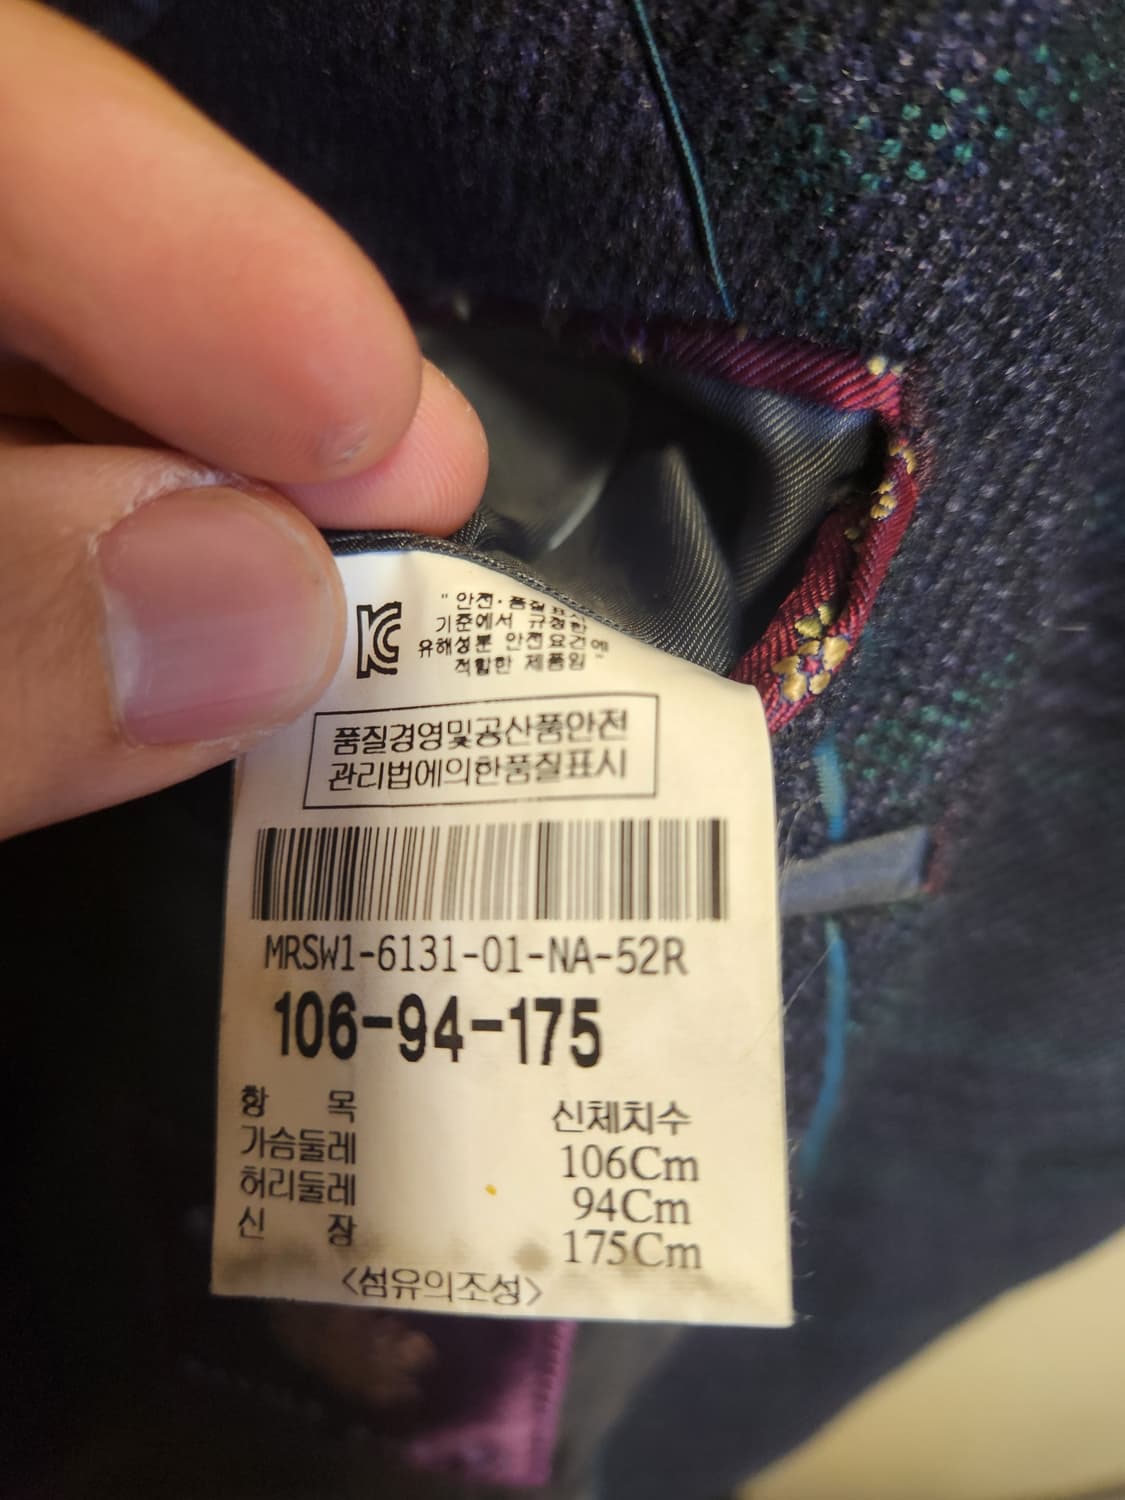 KC
" 안전·품질표시
기준에서 규정한
유해성분 안전요건에
적합한 제품임 "
품질경영및공산품안전
관리법에의한품질표시
MRSW1-6131-01-NA-52R
106-94-175
항 목 신체치수
가슴둘레 106Cm
허리둘레 94Cm
신 장 175Cm
<섬유의조성>